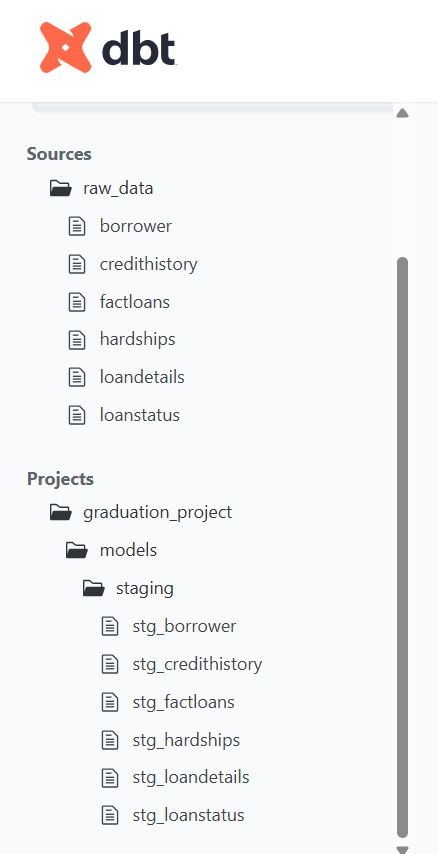 dbt
Sources
raw_data
borrower
credithistory
factloans
hardships
loandetails
loanstatus
Projects
graduation_project
models
staging
stg_borrower
stg_credithistory
stg_factloans
stg_hardships
stg_loandetails
stg_loanstatus